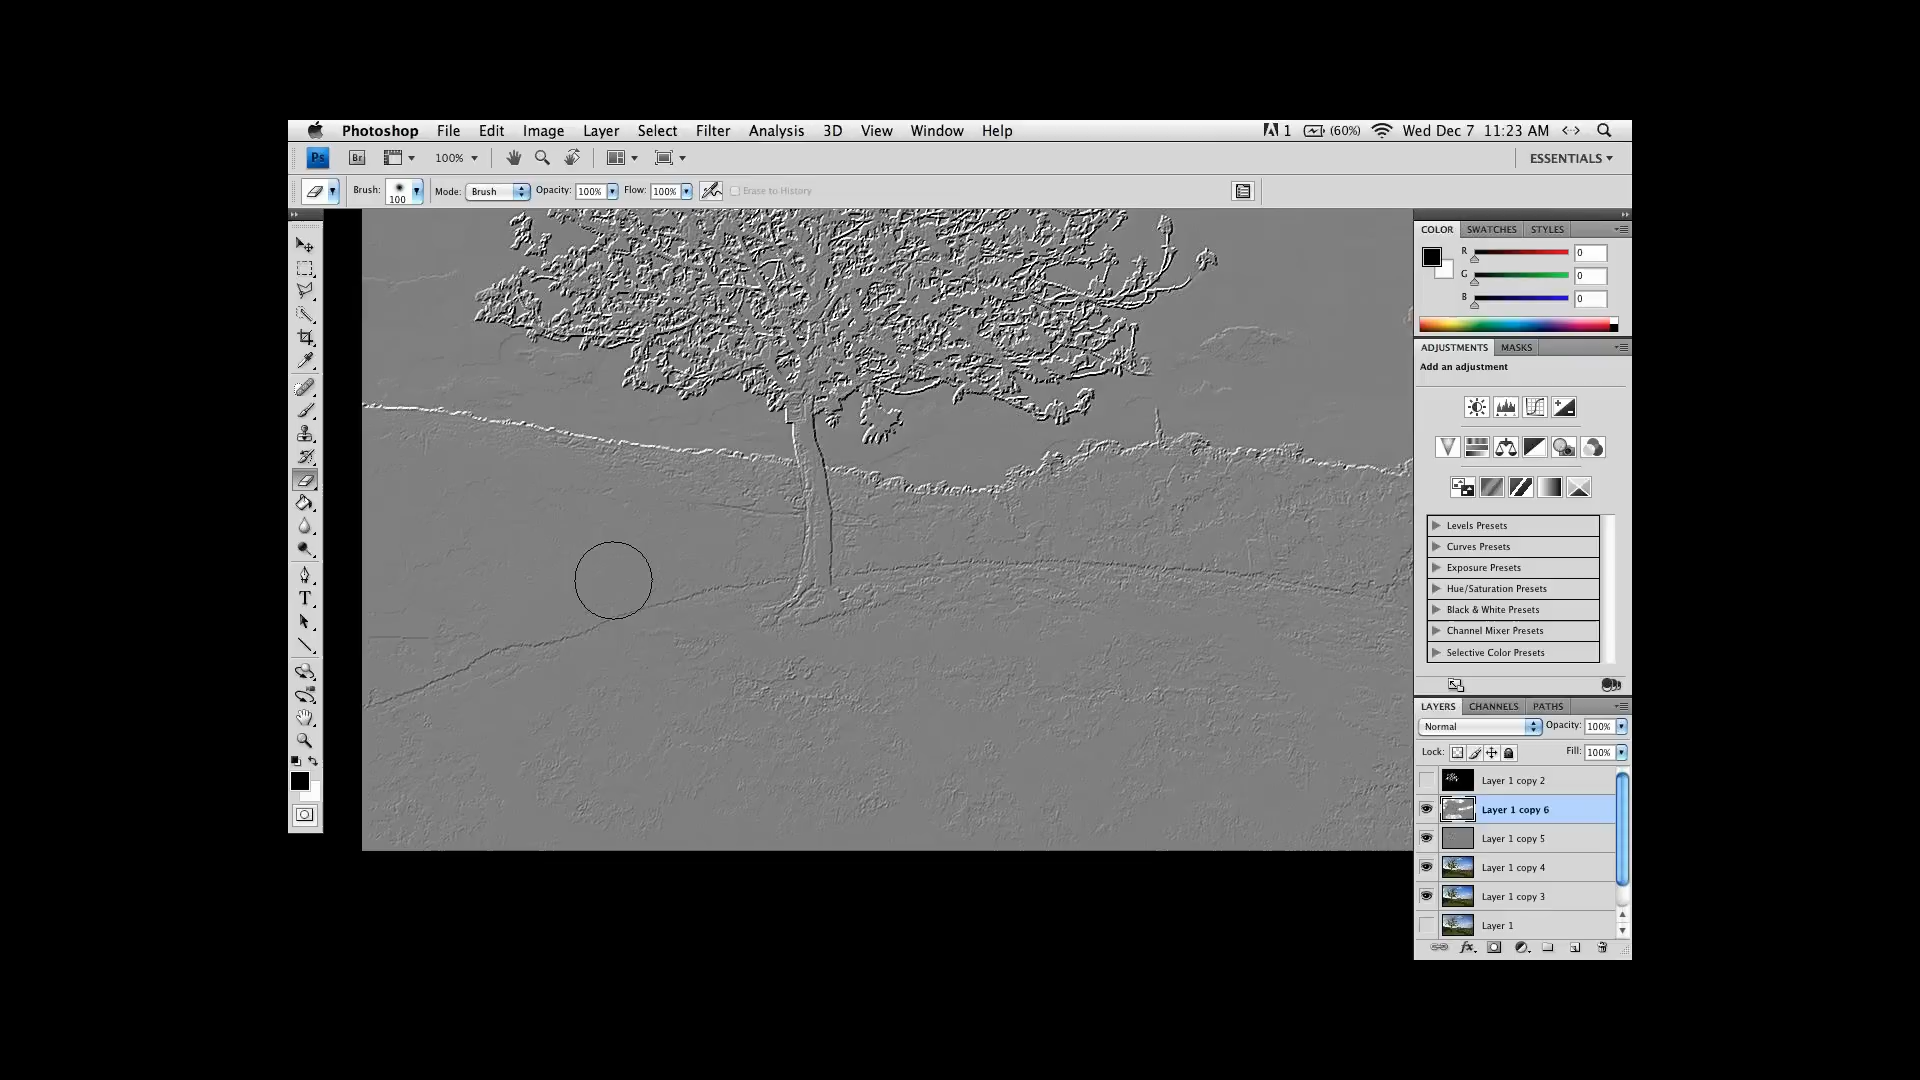 Photoshop File Edit Image Layer Select Filter Analysis 3D View Window Help 1 (60%) Wed Dec 7 11:23 AM
Ps Br 100% ESSENTIALS
Brush: 100 Mode: Brush Opacity: 100% Flow: 100% Erase to History
COLOR SWATCHES STYLES
R 0
G 0
B 0
ADJUSTMENTS MASKS
Add an adjustment
Levels Presets
Curves Presets
Exposure Presets
Hue/Saturation Presets
Black & White Presets
Channel Mixer Presets
Selective Color Presets
LAYERS CHANNELS PATHS
Normal Opacity: 100%
Lock: Fill: 100%
Layer 1 copy 2
Layer 1 copy 6
Layer 1 copy 5
Layer 1 copy 4
Layer 1 copy 3
Layer 1
fx